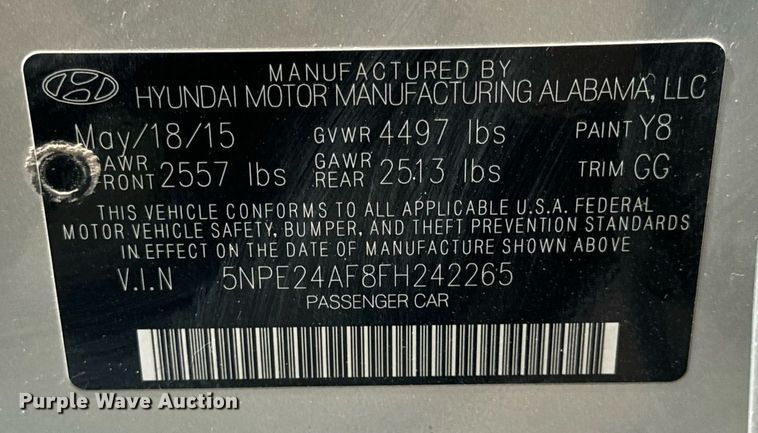 MANUFACTURED BY
HYUNDAI MOTOR MANUFACTURING ALABAMA, LLC
May/18/15 GVWR 4497 lbs PAINT Y8
GAWR FRONT 2557 lbs GAWR REAR 2513 lbs TRIM GG
THIS VEHICLE CONFORMS TO ALL APPLICABLE U.S.A. FEDERAL
MOTOR VEHICLE SAFETY, BUMPER, AND THEFT PREVENTION STANDARDS
IN EFFECT ON THE DATE OF MANUFACTURE SHOWN ABOVE
V.I.N 5NPE24AF8FH242265
PASSENGER CAR
Purple Wave Auction